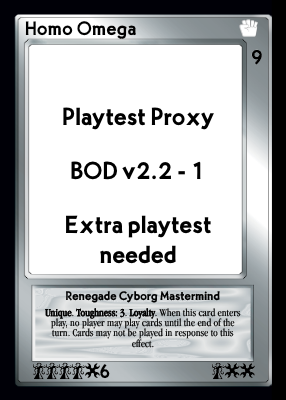 Homo Omega
9
Playtest Proxy
BOD v2.2 - 1
Extra playtest
needed
Renegade Cyborg Mastermind
Unique. Toughness: 3. Loyalty. When this card enters
play, no player may play cards until the end of the
turn. Cards may not be played in response to this
effect.
6